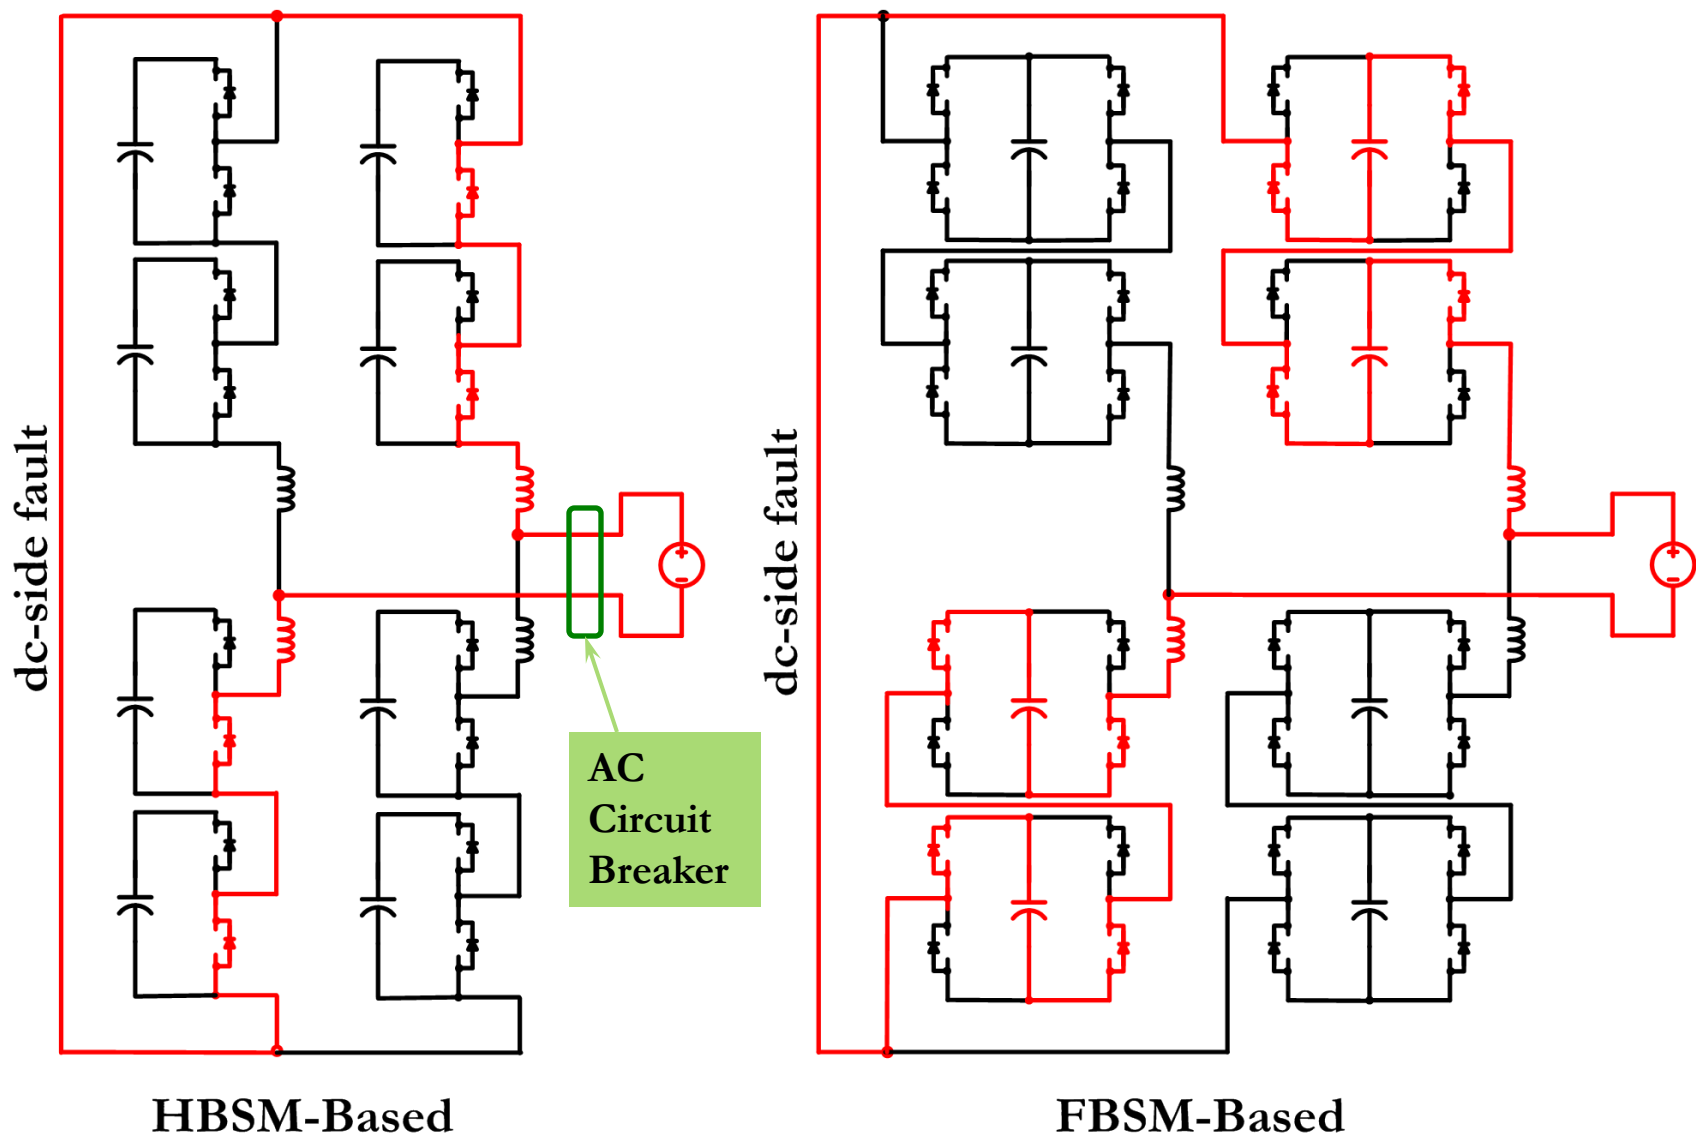 dc-side fault
AC
Circuit
Breaker
HBSM-Based
dc-side fault
FBSM-Based